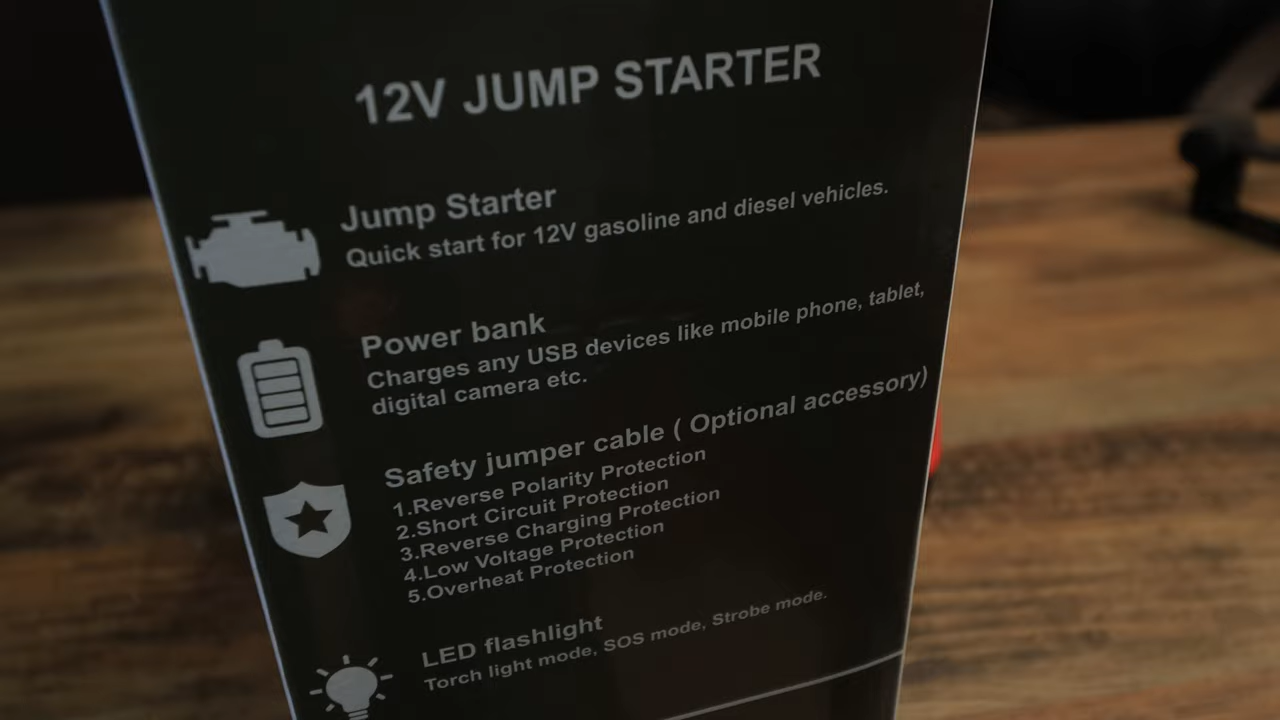 12V JUMP STARTER
Jump Starter
Quick start for 12V gasoline and diesel vehicles.
Power bank
Charges any USB devices like mobile phone, tablet,
digital camera etc.
Safety jumper cable ( Optional accessory)
1.Reverse Polarity Protection
2.Short Circuit Protection
3.Reverse Charging Protection
4.Low Voltage Protection
5.Overheat Protection
LED flashlight
Torch light mode, SOS mode, Strobe mode.